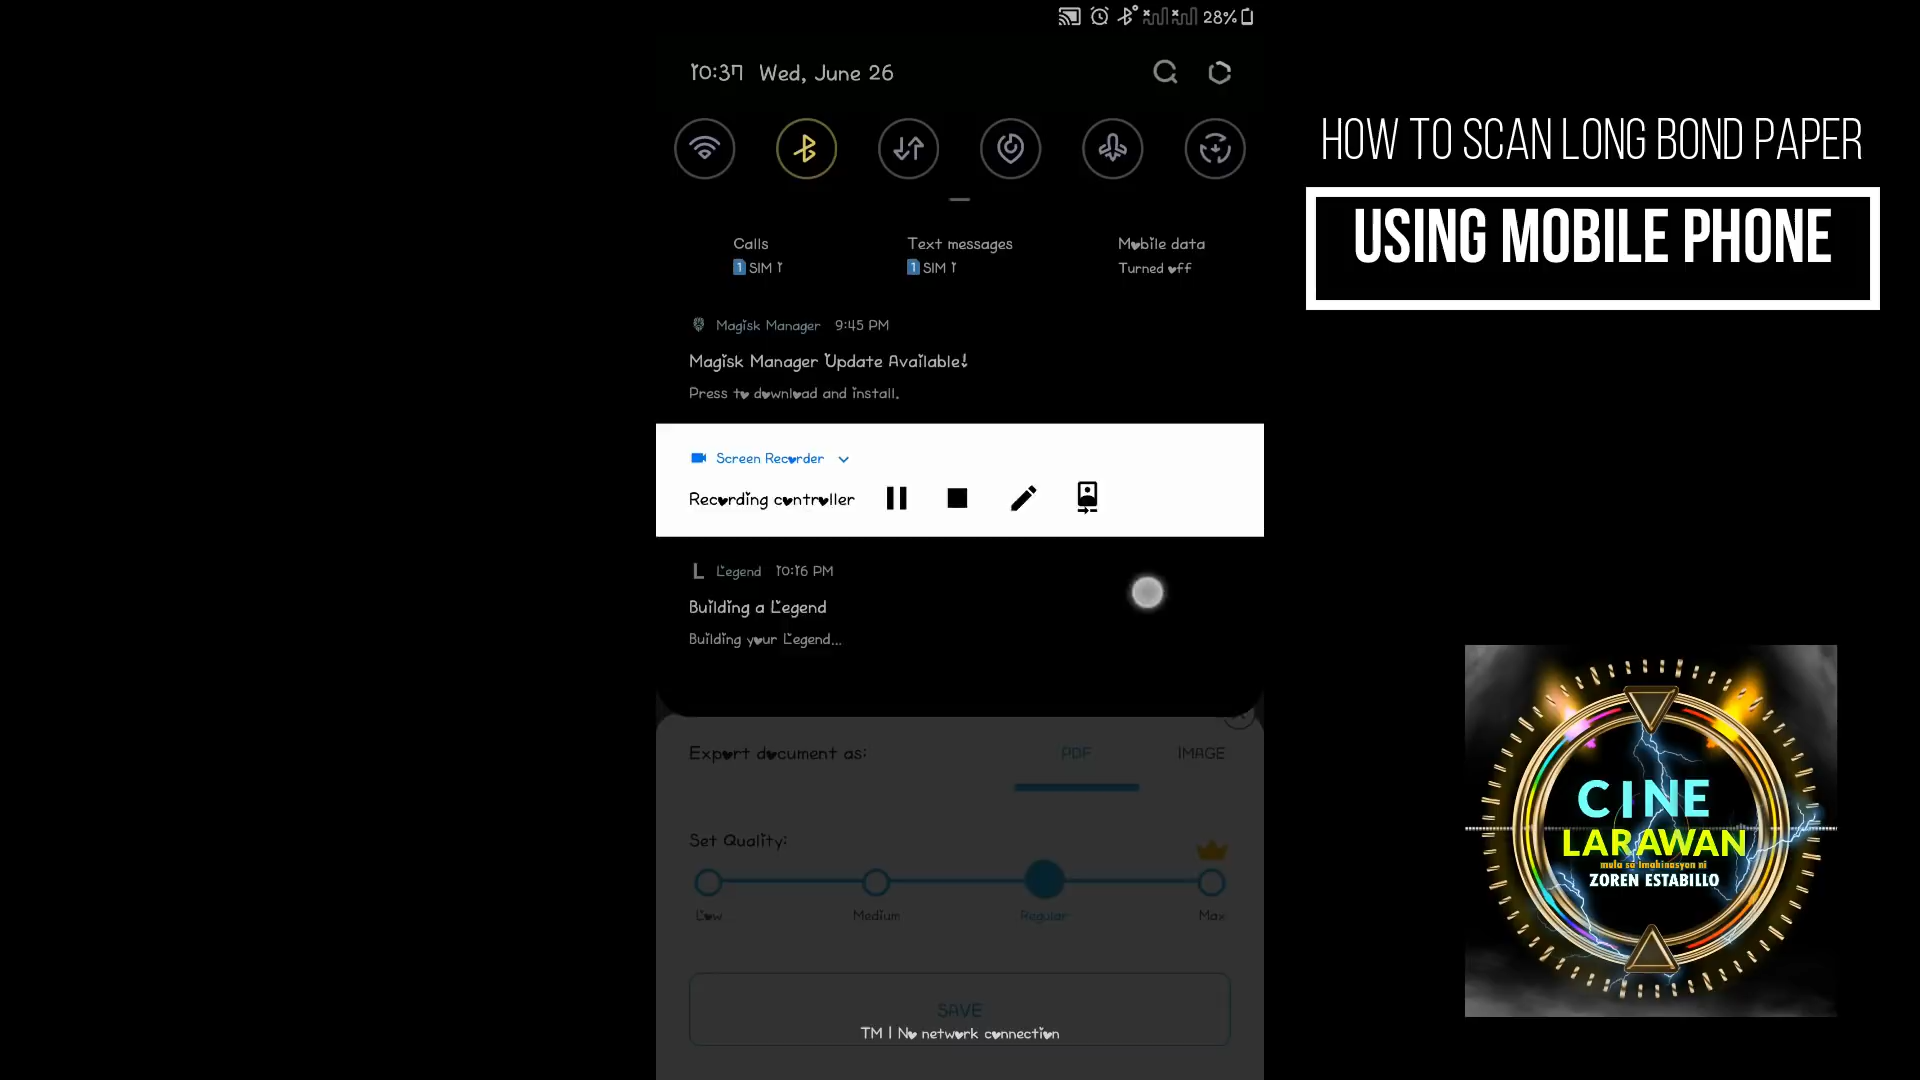 28%
10:37 Wed, June 26
HOW TO SCAN LONG BOND PAPER
USING MOBILE PHONE
Calls
1 SIM 1
Text messages
1 SIM 1
Mobile data
Turned off
Magisk Manager 9:45 PM
Magisk Manager Update Available!
Press to download and install.
Screen Recorder
Recording controller
L Legend 10:16 PM
Building a Legend
Building your Legend...
Export document as: PDF IMAGE
Set Quality:
Low Medium Regular Max
SAVE
TM | No network connection
CINE
LARAWAN
mula sa Imahinasyon ni
ZOREN ESTABILLO